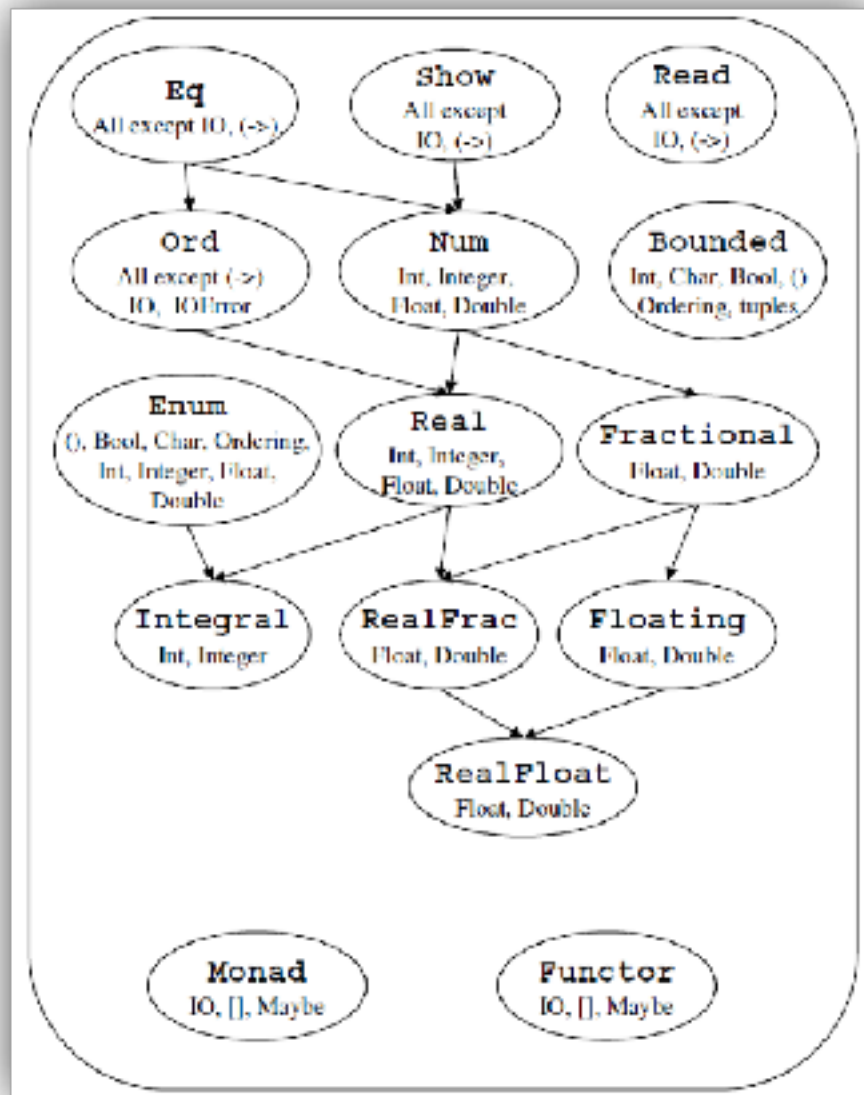 Eq
All except IO, (->)
Show
All except
IO, (->)
Read
All except
IO, (->)
Ord
All except (->)
IO, IOError
Num
Int, Integer,
Float, Double
Bounded
Int, Char, Bool, ()
Ordering, tuples
Enum
(), Bool, Char, Ordering,
Int, Integer, Float,
Double
Real
Int, Integer,
Float, Double
Fractional
Float, Double
Integral
Int, Integer
RealFrac
Float, Double
Floating
Float, Double
RealFloat
Float, Double
Monad
IO, [], Maybe
Functor
IO, [], Maybe